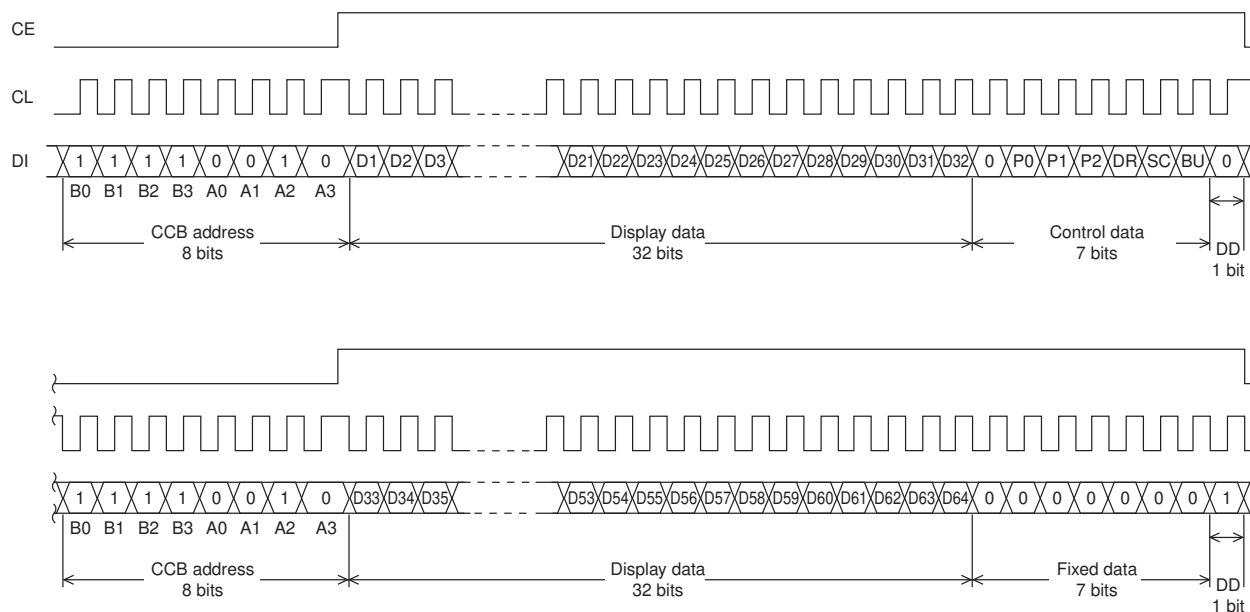 CE
CL
DI 1 1 1 1 0 0 1 0 D1 D2 D3 D21 D22 D23 D24 D25 D26 D27 D28 D29 D30 D31 D32 0 P0 P1 P2 DR SC BU 0
B0 B1 B2 B3 A0 A1 A2 A3
CCB address Display data Control data
8 bits 32 bits 7 bits
DD
1 bit
1 1 1 1 0 0 1 0 D33 D34 D35 D53 D54 D55 D56 D57 D58 D59 D60 D61 D62 D63 D64 0 0 0 0 0 0 0 1
B0 B1 B2 B3 A0 A1 A2 A3
CCB address Display data Fixed data
8 bits 32 bits 7 bits
DD
1 bit